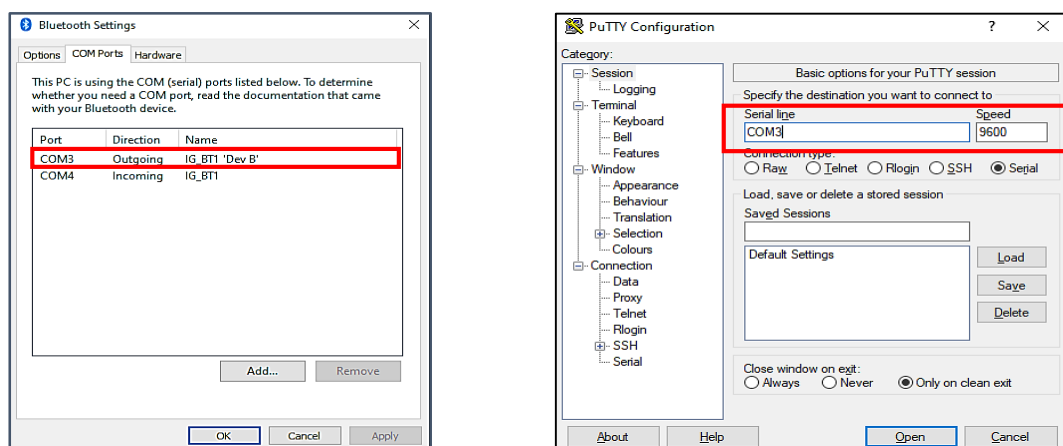 Bluetooth Settings
Options COM Ports Hardware
This PC is using the COM (serial) ports listed below. To determine
whether you need a COM port, read the documentation that came
with your Bluetooth device.
Port Direction Name
COM3 Outgoing IG_BT1 'Dev B'
COM4 Incoming IG_BT1
Add... Remove
OK Cancel Apply
PuTTY Configuration ?
Category:
Session
Logging
Terminal
Keyboard
Bell
Features
Window
Appearance
Behaviour
Translation
Selection
Colours
Connection
Data
Proxy
Telnet
Rlogin
SSH
Serial
Basic options for your PuTTY session
Specify the destination you want to connect to
Serial line Speed
COM3 9600
Connection type:
Raw Telnet Rlogin SSH Serial
Load, save or delete a stored session
Saved Sessions
Default Settings
Load
Save
Delete
Close window on exit:
Always Never Only on clean exit
About Help Open Cancel